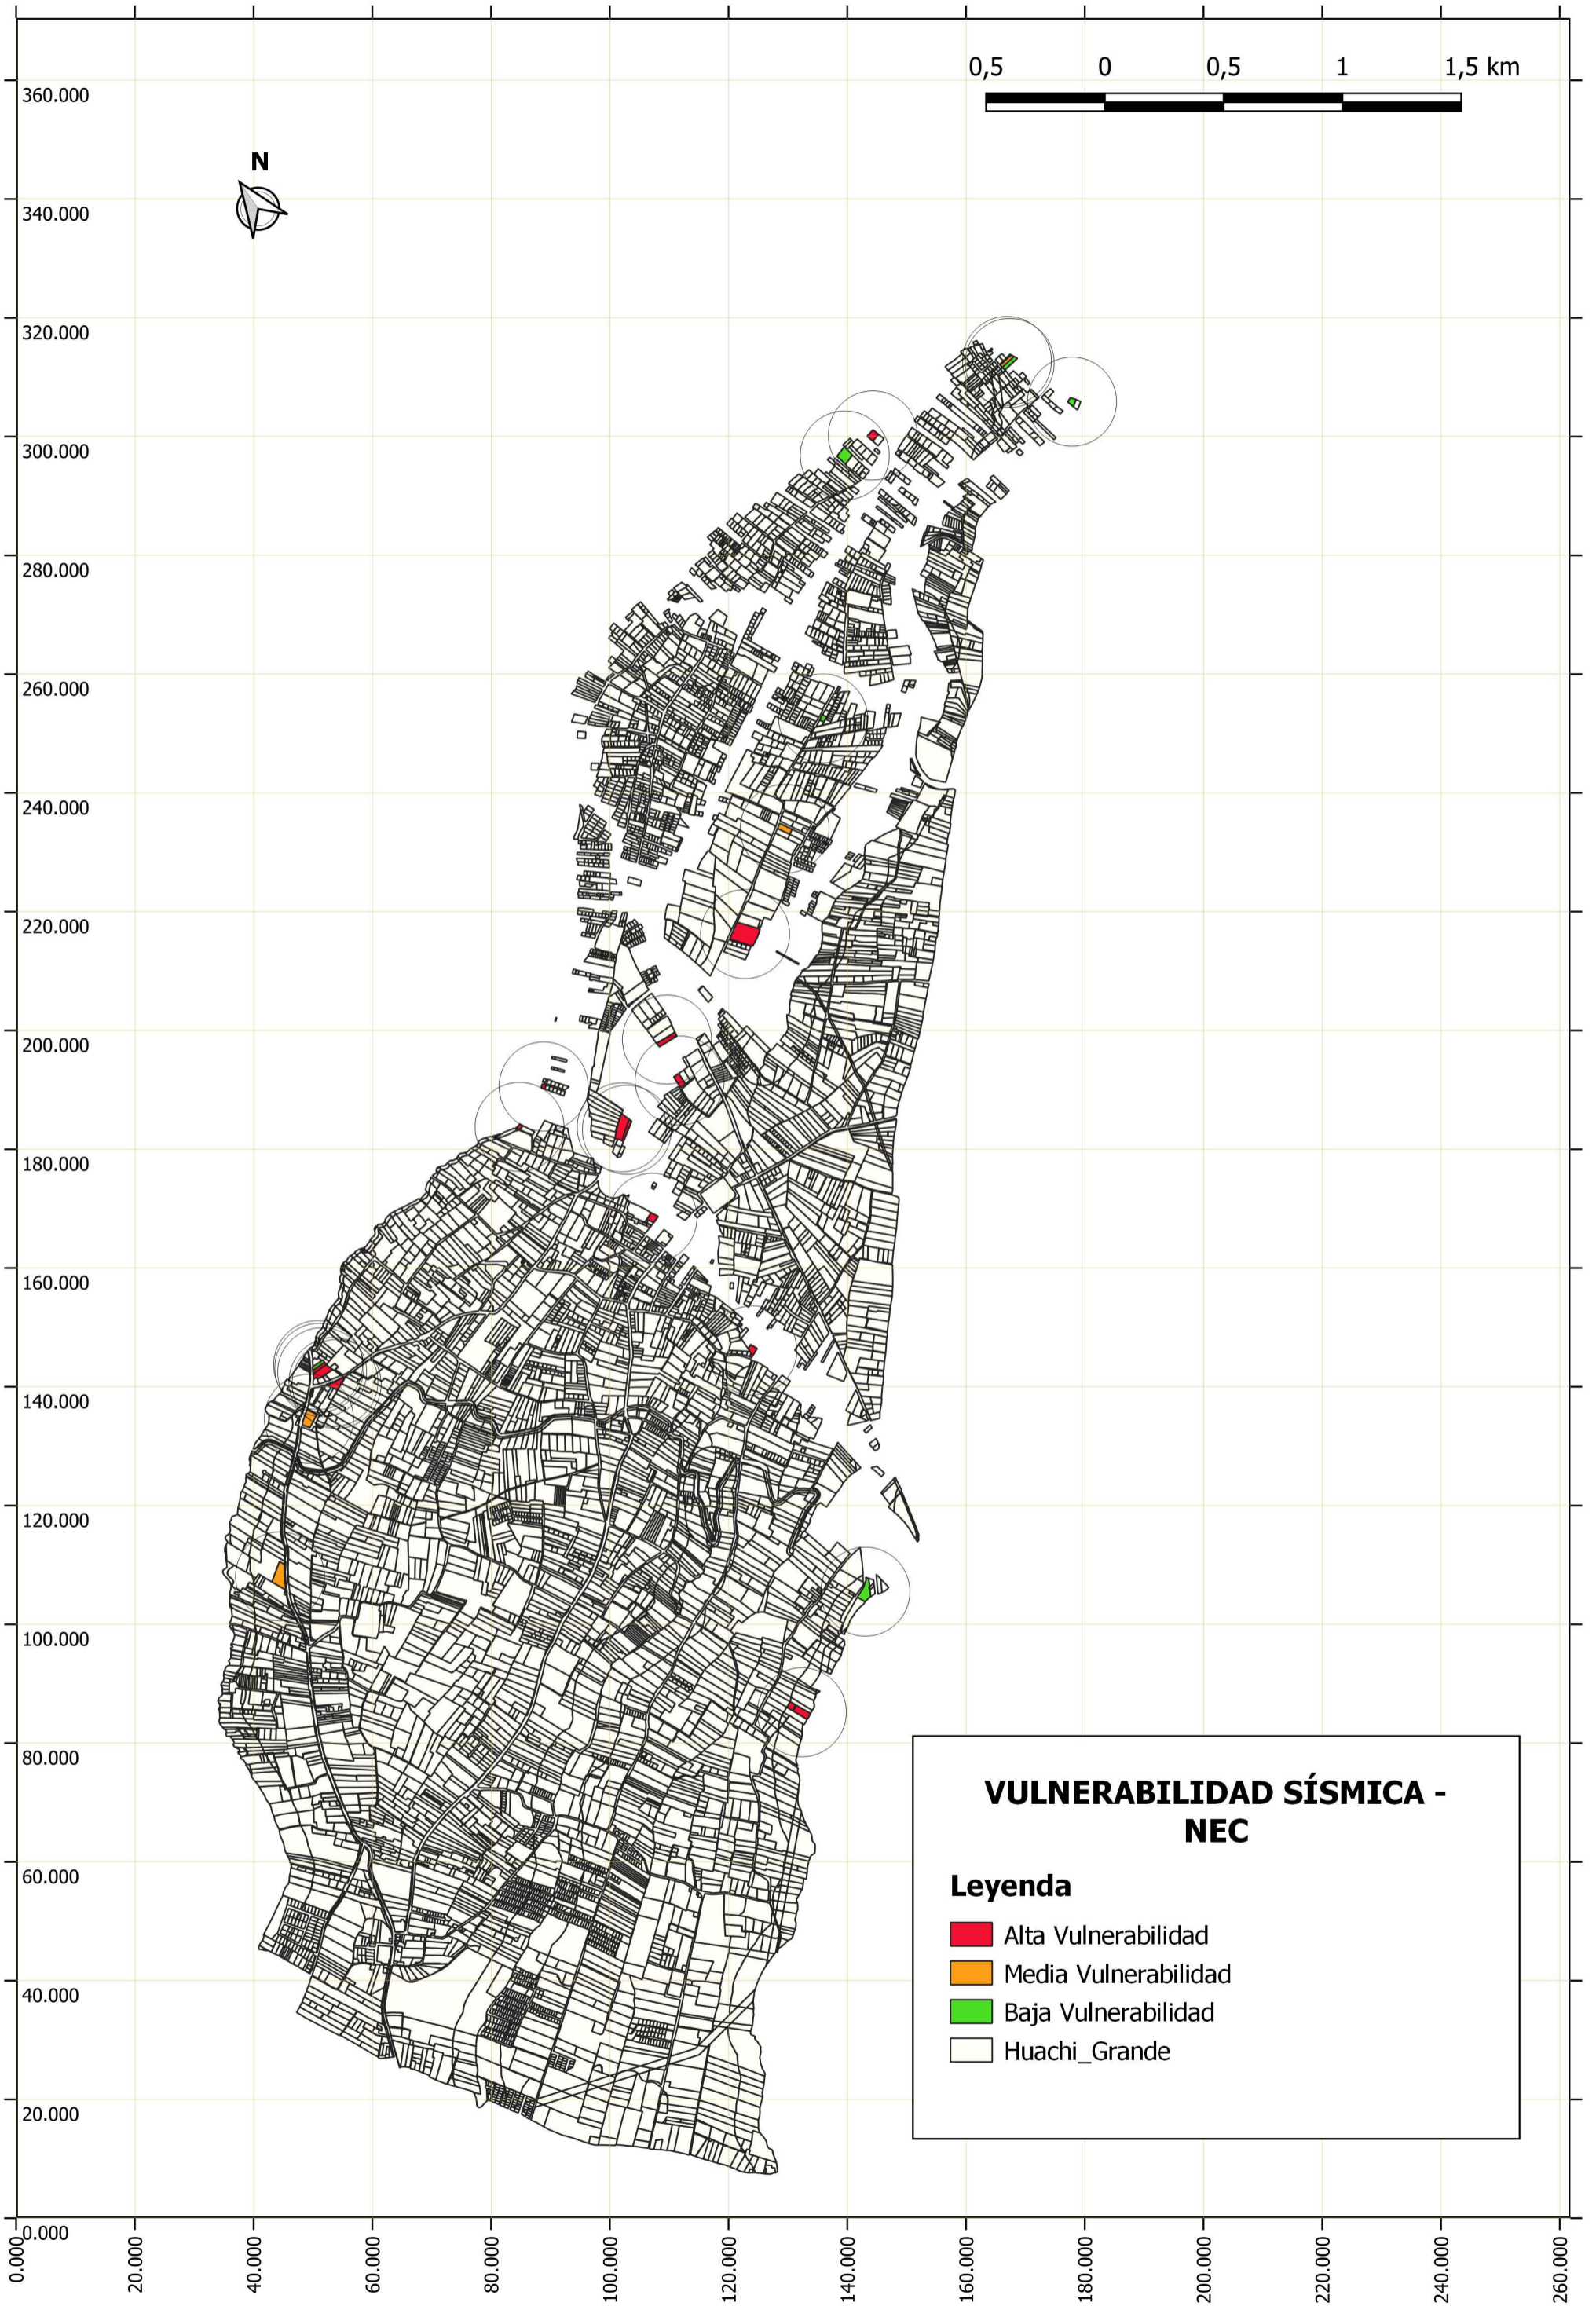 0,5 0 0,5 1 1,5 km
360.000
N
340.000
320.000
300.000
280.000
260.000
240.000
220.000
200.000
180.000
160.000
140.000
120.000
100.000
80.000
VULNERABILIDAD SÍSMICA -
NEC
60.000
Leyenda
Alta Vulnerabilidad
40.000
Media Vulnerabilidad
Baja Vulnerabilidad
Huachi_Grande
20.000
0.000
0.000 20.000 40.000 60.000 80.000 100.000 120.000 140.000 160.000 180.000 200.000 220.000 240.000 260.000